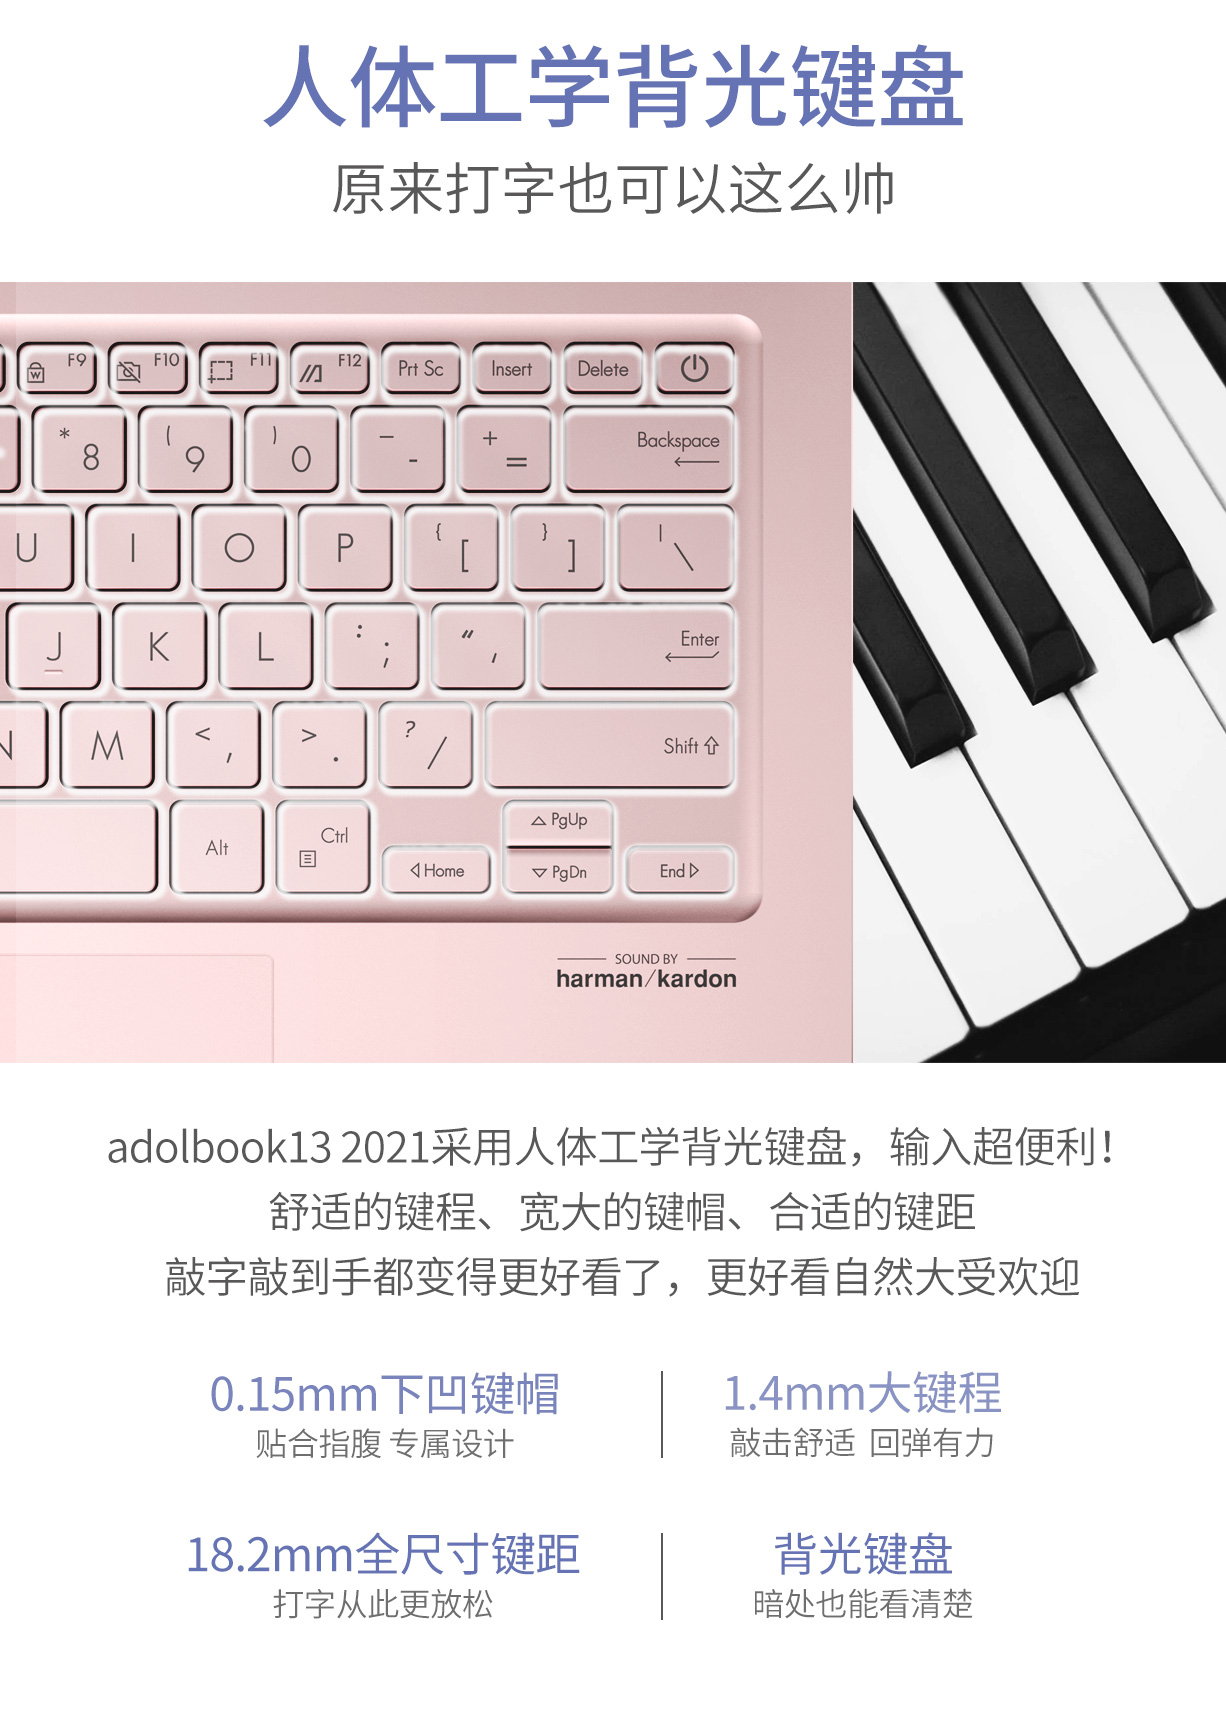 人体工学背光键盘
原来打字也可以这么帅
F9 F10 F11 F12 Prt Sc Insert Delete
* 8 ( 9 ) 0 — - + = Backspace
U I O P { [ } ] | \
J K L : ; " , Enter
N M < , > . ? / Shift
Alt Ctrl PgUp
Home PgDn End
SOUND BY
harman/kardon
adolbook13 2021采用人体工学背光键盘，输入超便利！
舒适的键程、宽大的键帽、合适的键距
敲字敲到手都变得更好看了，更好看自然大受欢迎
0.15mm下凹键帽
贴合指腹 专属设计
1.4mm大键程
敲击舒适 回弹有力
18.2mm全尺寸键距
打字从此更放松
背光键盘
暗处也能看清楚